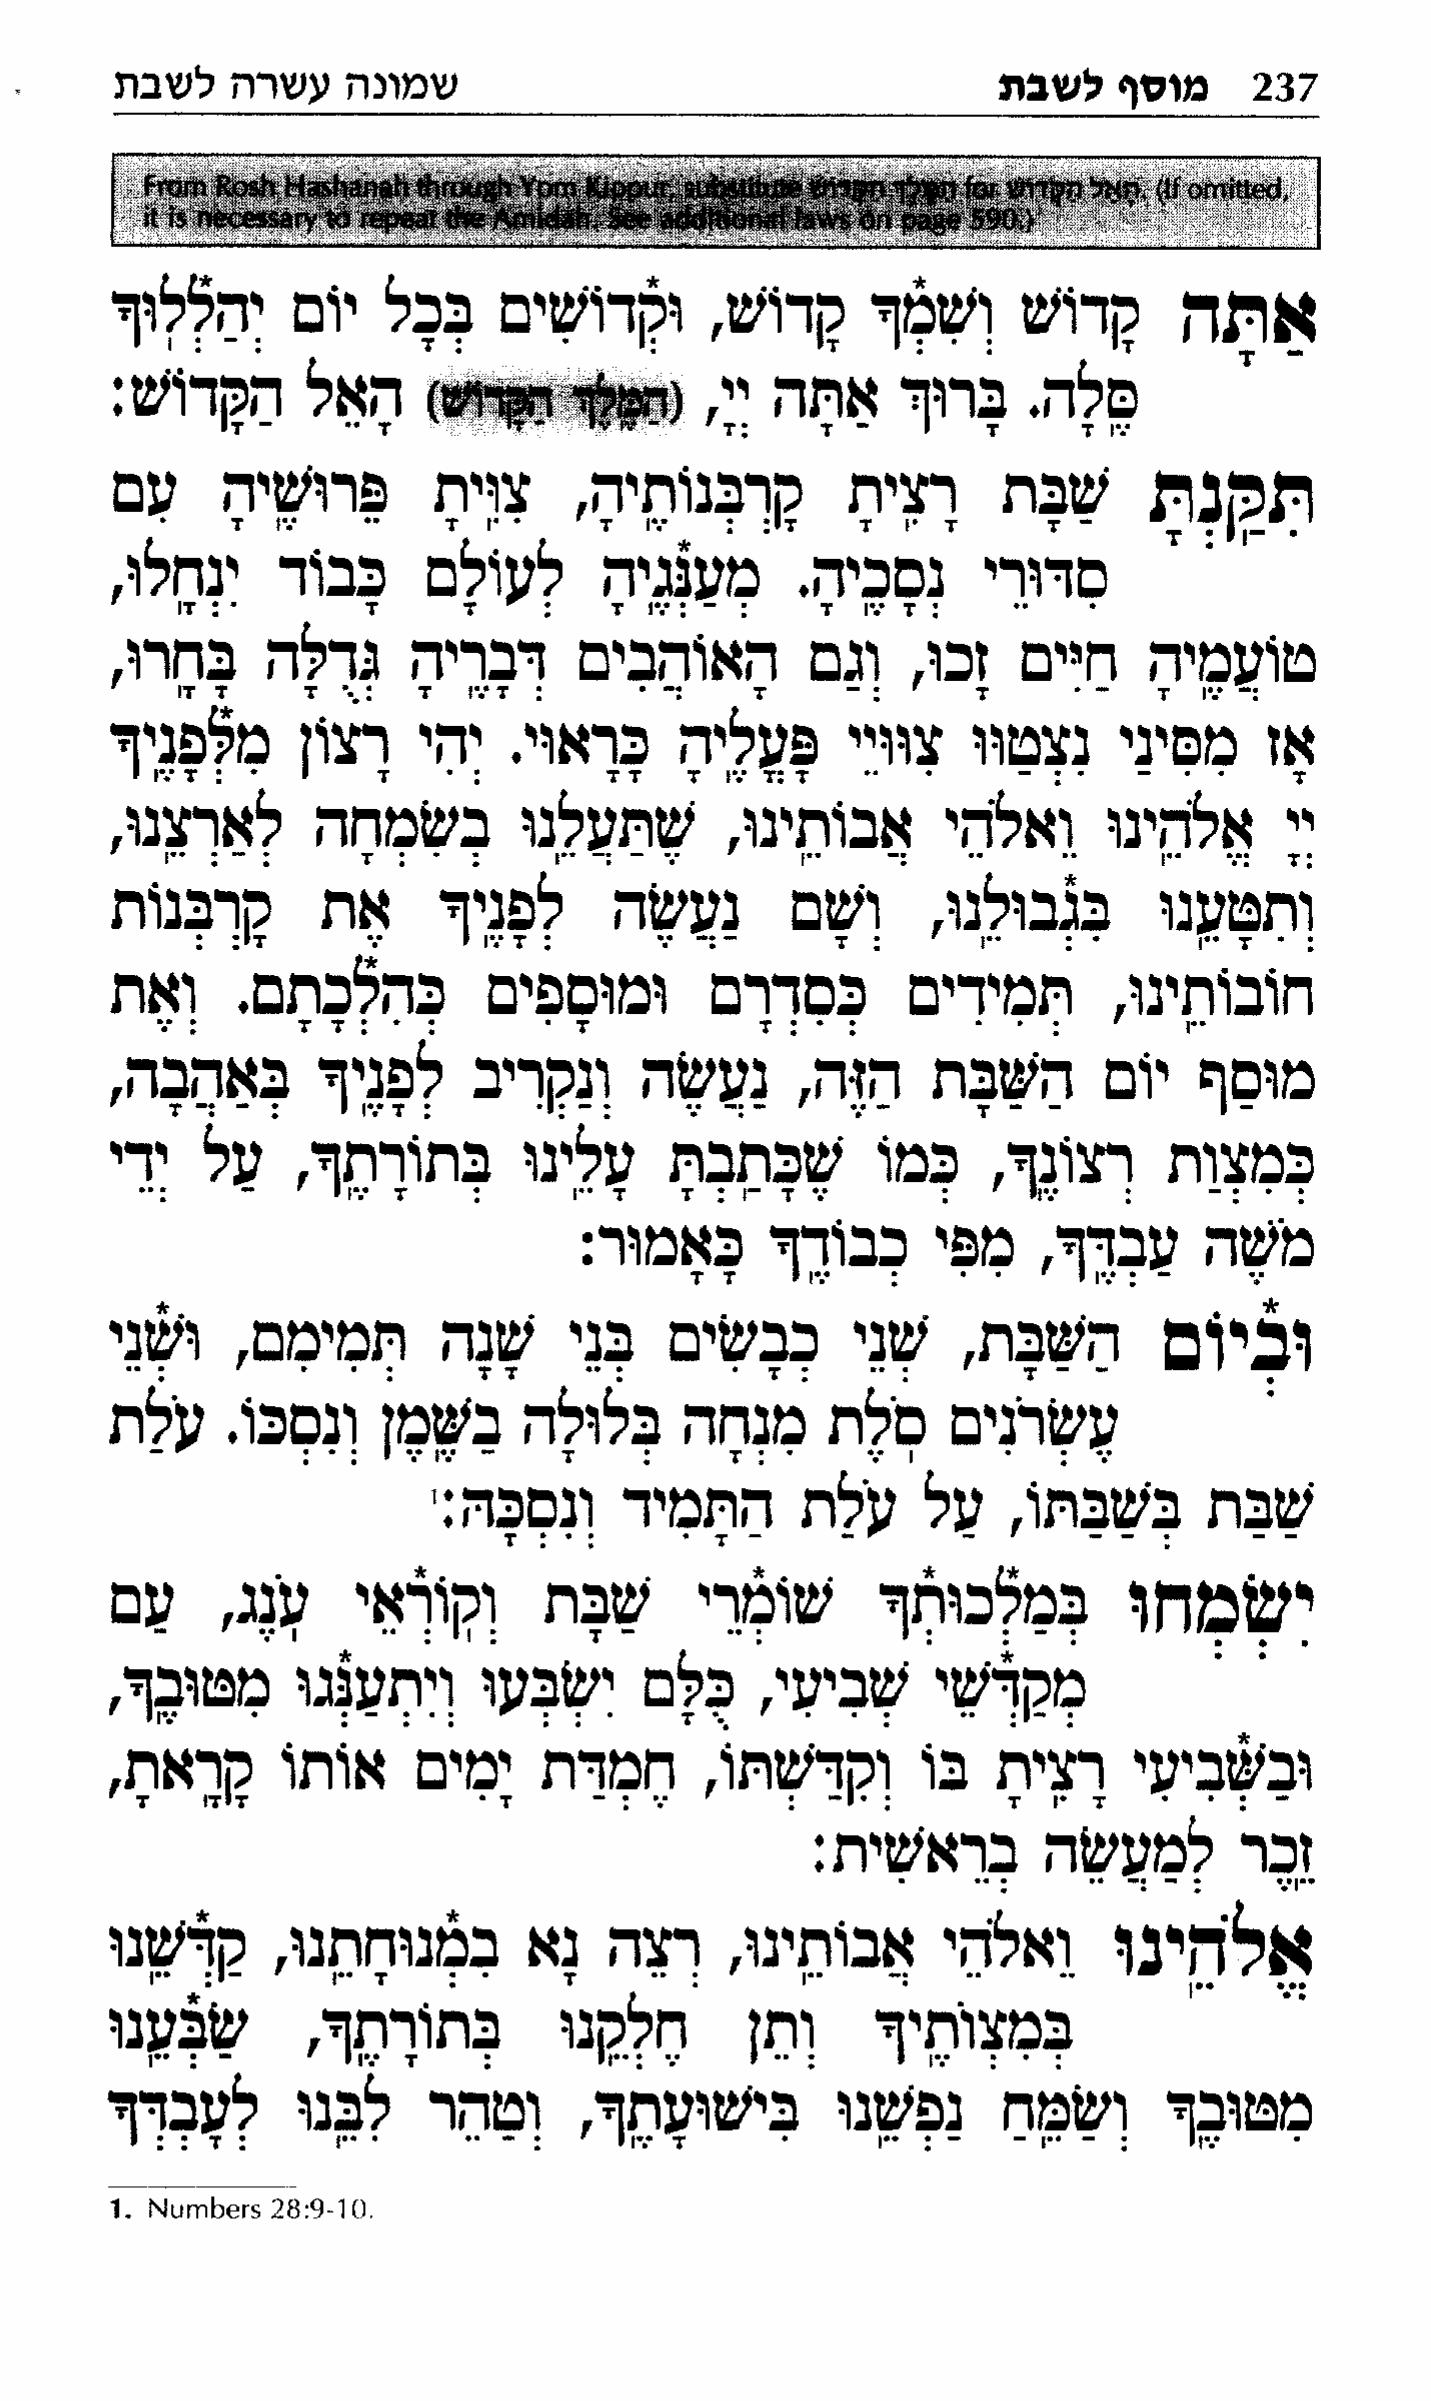 237 מוסף לשבת שמונה עשרה לשבת
From Rosh Hashanah through Yom Kippur, substitute הַמֶּלֶךְ הַקָּדוֹשׁ for הָאֵל הַקָּדוֹשׁ. (If omitted,
it is necessary to repeat the Amidah. See additional laws on page 590.)
אַתָּה קָדוֹשׁ וְשִׁמְ*ךָ קָדוֹשׁ, וּקְ*דוֹשִׁים בְּכָל יוֹם יְהַלְ*לֽוּךָ
סֶּֽלָה. בָּרוּךְ אַתָּה יְיָ, (הַמֶּֽלֶךְ הַקָּדוֹשׁ) הָאֵל הַקָּדוֹשׁ:
תִּקַּֽנְתָּ שַׁבָּת רָצִֽיתָ קָרְבְּנוֹתֶֽיהָ, צִוִּֽיתָ פֵּרוּשֶֽׁיהָ עִם
סִדּוּרֵי נְסָכֶֽיהָ. מְעַנְּ*גֶֽיהָ לְעוֹלָם כָּבוֹד יִנְחָֽלוּ,
טוֹעֲמֶֽיהָ חַיִּים זָכוּ, וְגַם הָאוֹהֲבִים דְּבָרֶֽיהָ גְּדֻלָּה בָּחָֽרוּ,
אָז מִסִּינַי נִצְטַוּוּ צִוּוּיֵי פָּעֳלֶֽיהָ כָּרָאוּי. יְהִי רָצוֹן מִלְּ*פָנֶֽיךָ
יְיָ אֱלֹהֵֽינוּ וֵאלֹהֵי אֲבוֹתֵֽינוּ, שֶׁתַּעֲלֵֽנוּ בְשִׂמְחָה לְאַרְצֵֽנוּ,
וְתִטָּעֵֽנוּ בִּגְ*בוּלֵֽנוּ, וְשָׁם נַעֲשֶׂה לְפָנֶֽיךָ אֶת קָרְבְּנוֹת
חוֹבוֹתֵֽינוּ, תְּמִידִים כְּסִדְרָם וּמוּסָפִים כְּהִלְ*כָתָם. וְאֶת
מוּסַף יוֹם הַשַּׁבָּת הַזֶּה, נַעֲשֶׂה וְנַקְרִיב לְפָנֶֽיךָ בְּאַהֲבָה,
כְּמִצְוַת רְצוֹנֶֽךָ, כְּמוֹ שֶׁכָּתַֽבְתָּ עָלֵֽינוּ בְּתוֹרָתֶֽךָ, עַל יְדֵי
מֹשֶׁה עַבְדֶּֽךָ, מִפִּי כְבוֹדֶֽךָ כָּאָמוּר:
וּבְ*יוֹם הַשַּׁבָּת, שְׁנֵי כְבָשִׂים בְּנֵי שָׁנָה תְּמִימִם, וּשְׁ*נֵי
עֶשְׂרֹנִים סֹֽלֶת מִנְחָה בְּלוּלָה בַשֶּֽׁמֶן וְנִסְכּוֹ. עֹלַת
שַׁבַּת בְּשַׁבַּתּוֹ, עַל עֹלַת הַתָּמִיד וְנִסְכָּהּ:¹
יִשְׂמְחוּ בְּמַלְ*כוּתְ*ךָ שׁוֹמְ*רֵי שַׁבָּת וְקֽוֹרְ*אֵי עֹֽנֶג, עַם
מְקַדְּ*שֵׁי שְׁבִיעִי, כֻּלָּם יִשְׂבְּעוּ וְיִתְעַנְּ*גוּ מִטּוּבֶֽךָ,
וּבַשְּׁ*בִיעִי רָצִֽיתָ בּוֹ וְקִדַּשְׁתּוֹ, חֶמְדַּת יָמִים אוֹתוֹ קָרָֽאתָ,
זֵֽכֶר לְמַעֲשֵׂה בְרֵאשִׁית:
אֱלֹהֵֽינוּ וֵאלֹהֵי אֲבוֹתֵֽינוּ, רְצֵה נָא בִמְ*נוּחָתֵֽנוּ, קַדְּ*שֵֽׁנוּ
בְּמִצְוֹתֶֽיךָ וְתֵן חֶלְקֵֽנוּ בְּתוֹרָתֶֽךָ, שַׂבְּ*עֵֽנוּ
מִטּוּבֶֽךָ וְשַׂמֵּֽחַ נַפְשֵֽׁנוּ בִּישׁוּעָתֶֽךָ, וְטַהֵר לִבֵּֽנוּ לְעָבְדְּךָ
1. Numbers 28:9-10.